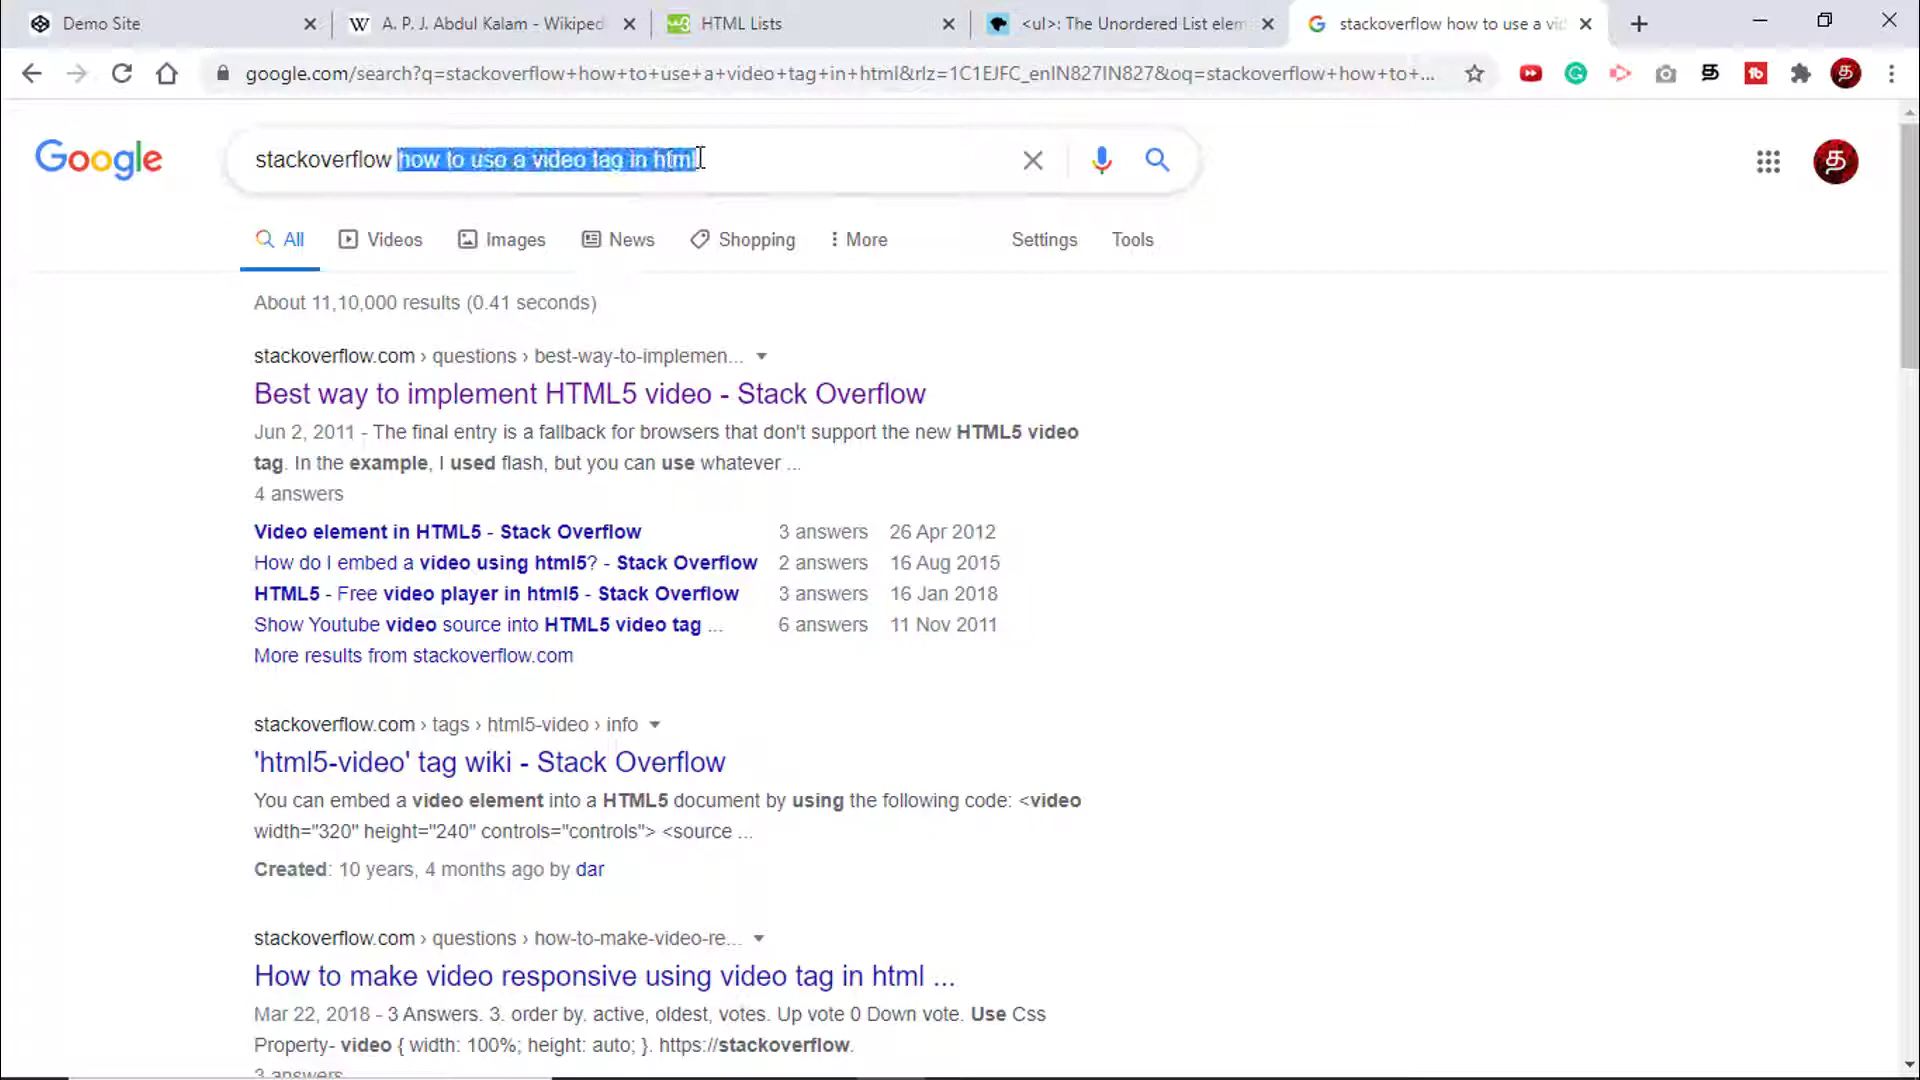 Demo Site
A. P. J. Abdul Kalam - Wikiped
HTML Lists
<ul>: The Unordered List elem
stackoverflow how to use a vid
google.com/search?q=stackoverflow+how+to+use+a+video+tag+in+html&rlz=1C1EJFC_enIN827IN827&oq=stackoverflow+how+to+...
Google
stackoverflow how to use a video tag in html
All
Videos
Images
News
Shopping
More
Settings
Tools
About 11,10,000 results (0.41 seconds)
stackoverflow.com › questions › best-way-to-implemen...
Best way to implement HTML5 video - Stack Overflow
Jun 2, 2011 - The final entry is a fallback for browsers that don't support the new HTML5 video
tag. In the example, I used flash, but you can use whatever ...
4 answers
Video element in HTML5 - Stack Overflow 3 answers 26 Apr 2012
How do I embed a video using html5? - Stack Overflow 2 answers 16 Aug 2015
HTML5 - Free video player in html5 - Stack Overflow 3 answers 16 Jan 2018
Show Youtube video source into HTML5 video tag ... 6 answers 11 Nov 2011
More results from stackoverflow.com
stackoverflow.com › tags › html5-video › info
'html5-video' tag wiki - Stack Overflow
You can embed a video element into a HTML5 document by using the following code: <video
width="320" height="240" controls="controls"> <source ...
Created: 10 years, 4 months ago by dar
stackoverflow.com › questions › how-to-make-video-re...
How to make video responsive using video tag in html ...
Mar 22, 2018 - 3 Answers. 3. order by. active, oldest, votes. Up vote 0 Down vote. Use Css
Property- video { width: 100%; height: auto; }. https://stackoverflow.
3 answers